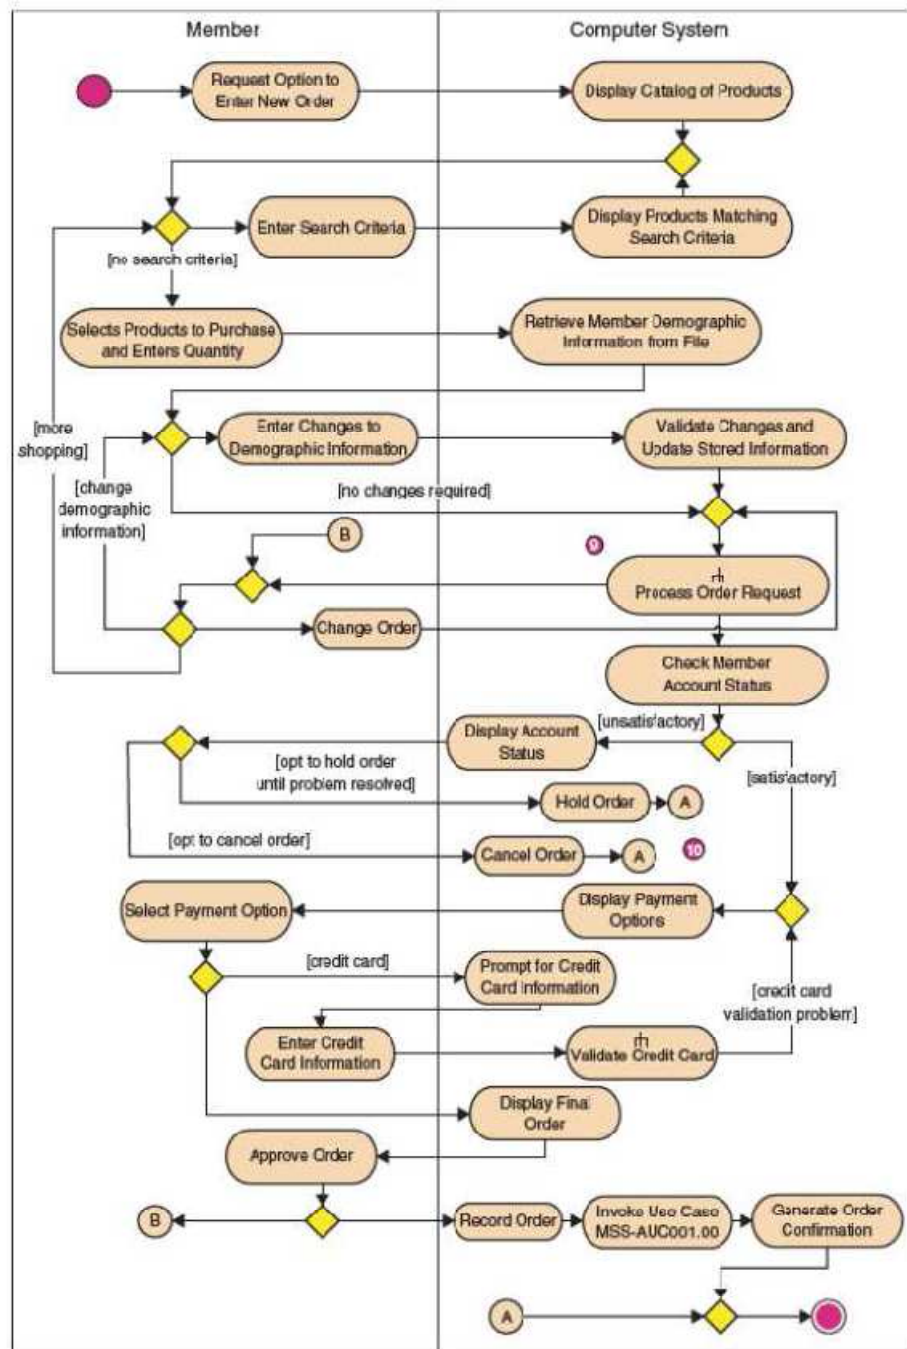 Member
Computer System
Request Option to
Enter New Order
Display Catalog of Products
Enter Search Criteria
Display Products Matching
Search Criteria
[no search criteria]
Selects Products to Purchase
and Enters Quantity
Retrieve Member Demographic
Information from File
[more
shopping]
Enter Changes to
Demographic Information
Validate Changes and
Update Stored Information
[change
demographic
information]
[no changes required]
B
9
Process Order Request
Change Order
Check Member
Account Status
[unsatisfactory]
Display Account
Status
[opt to hold order
until problem resolved]
[satisfactory]
Hold Order
A
[opt to cancel order]
Cancel Order
A
10
Select Payment Option
Display Payment
Options
[credit card]
Prompt for Credit
Card Information
[credit card
validation problem]
Enter Credit
Card Information
Validate Credit Card
Display Final
Order
Approve Order
B
Record Order
Invoke Use Case
MSS-AUC001.00
Generate Order
Confirmation
A